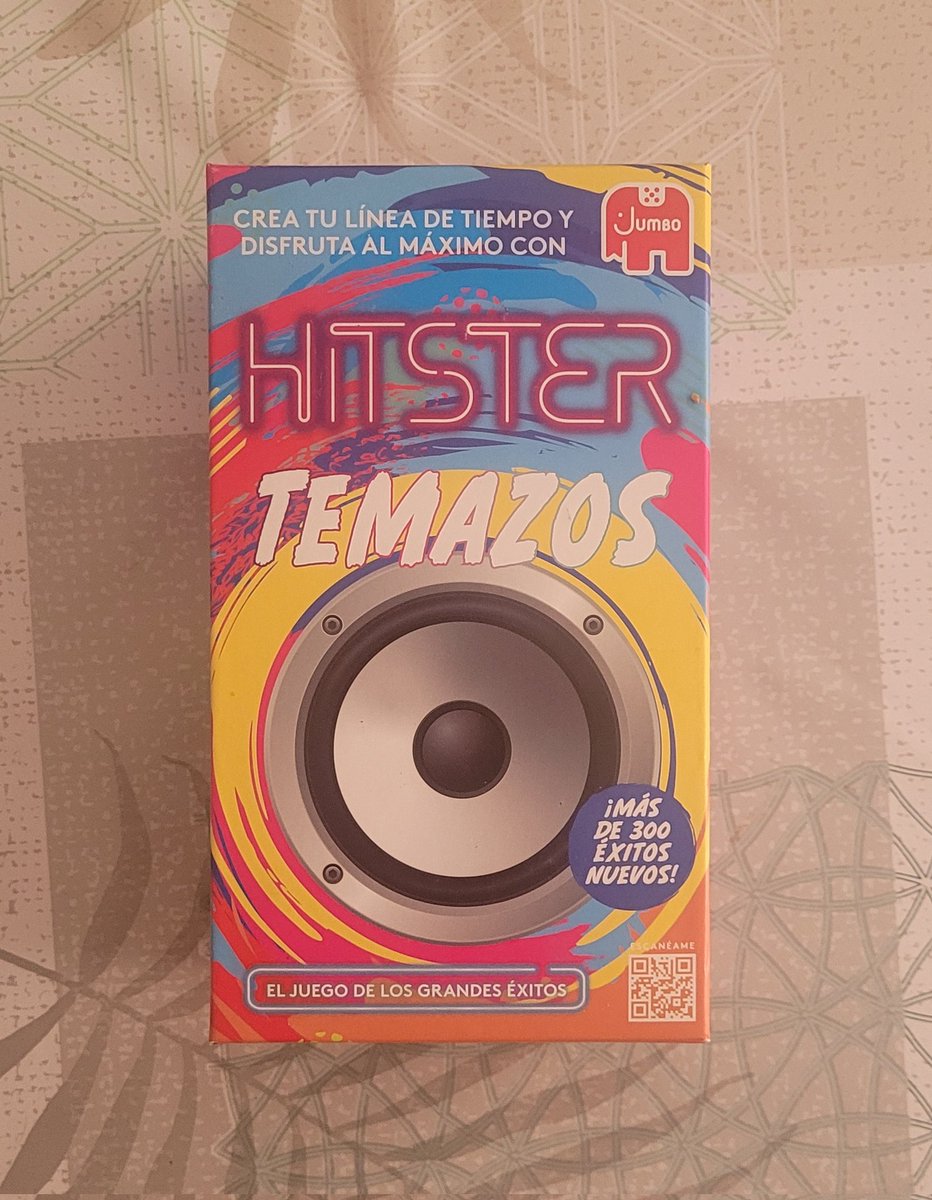 CREA TU LÍNEA DE TIEMPO Y
DISFRUTA AL MÁXIMO CON
JUMBO
HITSTER
TEMAZOS
¡MÁS
DE 300
ÉXITOS
NUEVOS!
ESCANÉAME
EL JUEGO DE LOS GRANDES ÉXITOS